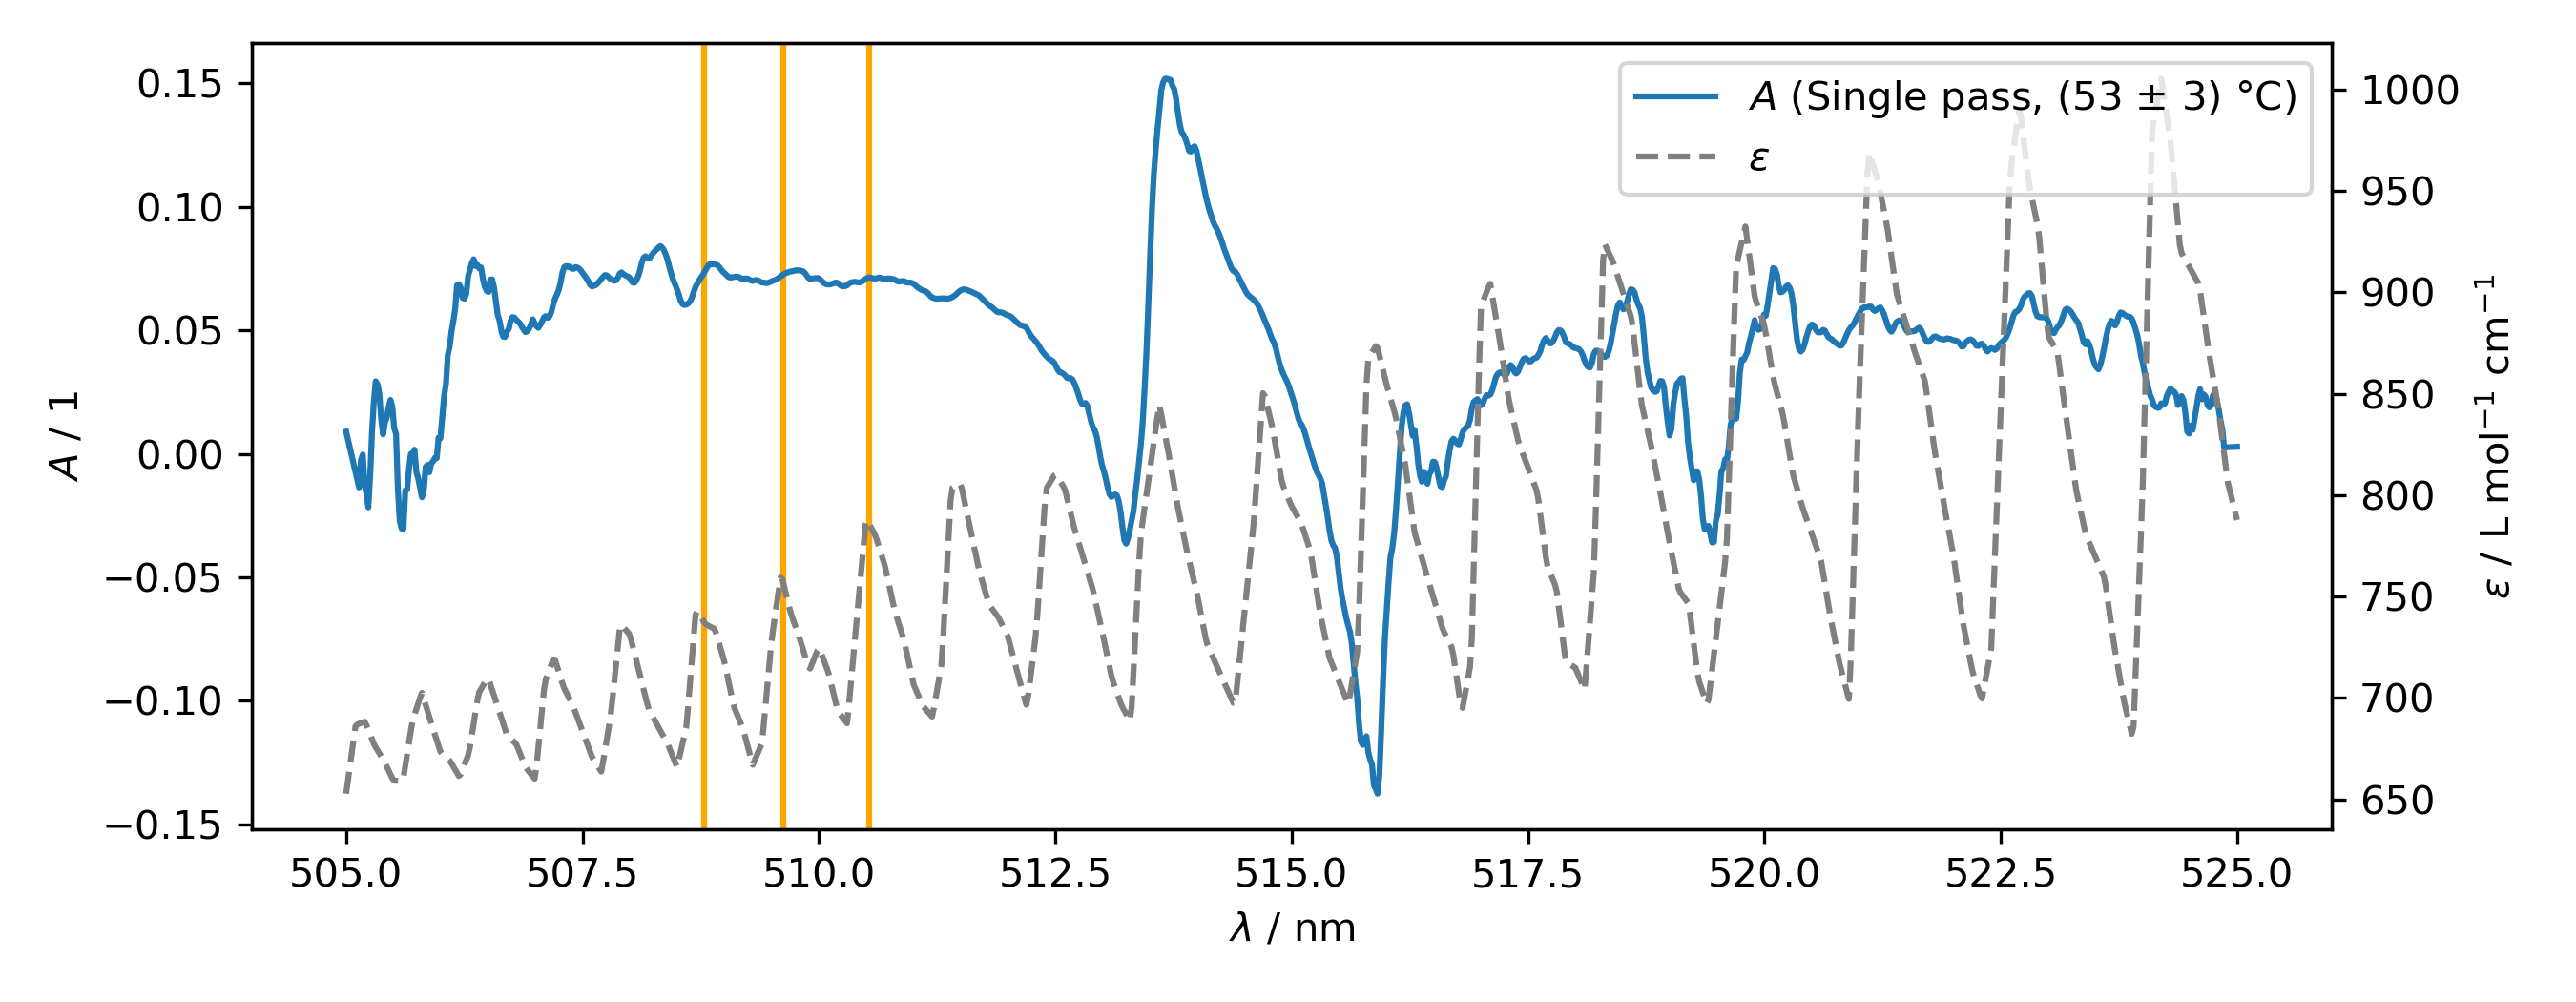 A (Single pass, (53 ± 3) °C)
ε
0.15
0.10
0.05
0.00
−0.05
−0.10
−0.15
A / 1
1000
950
900
850
800
750
700
650
ε / L mol⁻¹ cm⁻¹
505.0 507.5 510.0 512.5 515.0 517.5 520.0 522.5 525.0
λ / nm